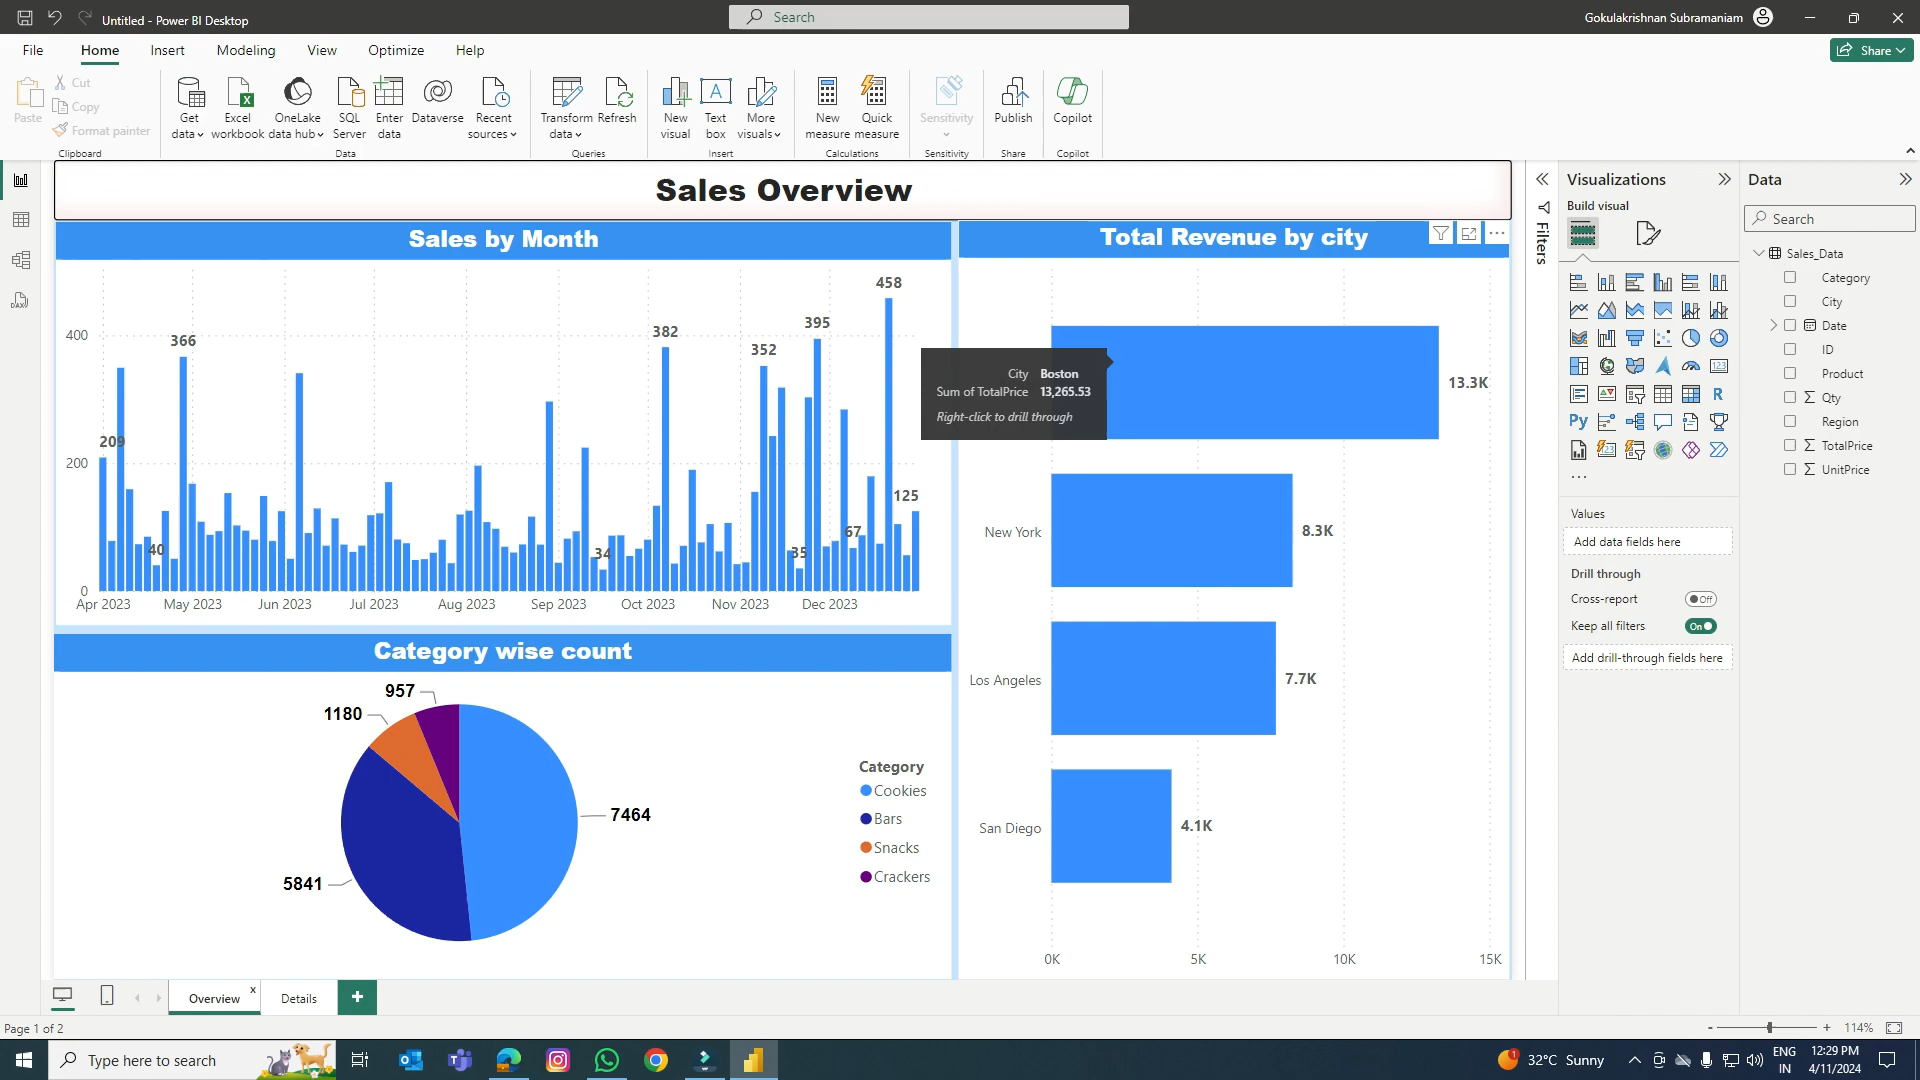 Untitled - Power BI Desktop
Search
Gokulakrishnan Subramaniam
File Home Insert Modeling View Optimize Help
Share
Paste
Cut
Copy
Format painter
Clipboard
Get data
Excel workbook
OneLake data hub
SQL Server
Enter data
Dataverse
Recent sources
Data
Transform data
Refresh
Queries
New visual
Text box
More visuals
Insert
New measure
Quick measure
Calculations
Sensitivity
Sensitivity
Publish
Share
Copilot
Copilot
Sales Overview
Sales by Month
458
395
382
400
366
352
209
200
125
67
40
34
35
0
Apr 2023 May 2023 Jun 2023 Jul 2023 Aug 2023 Sep 2023 Oct 2023 Nov 2023 Dec 2023
Category wise count
957
1180
7464
5841
Category
Cookies
Bars
Snacks
Crackers
Total Revenue by city
City Boston
Sum of TotalPrice 13,265.53
Right-click to drill through
13.3K
New York 8.3K
Los Angeles 7.7K
San Diego 4.1K
0K 5K 10K 15K
Filters
Visualizations
Build visual
R
Py
123
...
Values
Add data fields here
Drill through
Cross-report Off
Keep all filters On
Add drill-through fields here
Data
Search
Sales_Data
Category
City
Date
ID
Product
Σ Qty
Region
Σ TotalPrice
Σ UnitPrice
Overview x
Details
+
Page 1 of 2
- + 114%
Type here to search
1
32°C Sunny
ENG
IN
12:29 PM
4/11/2024